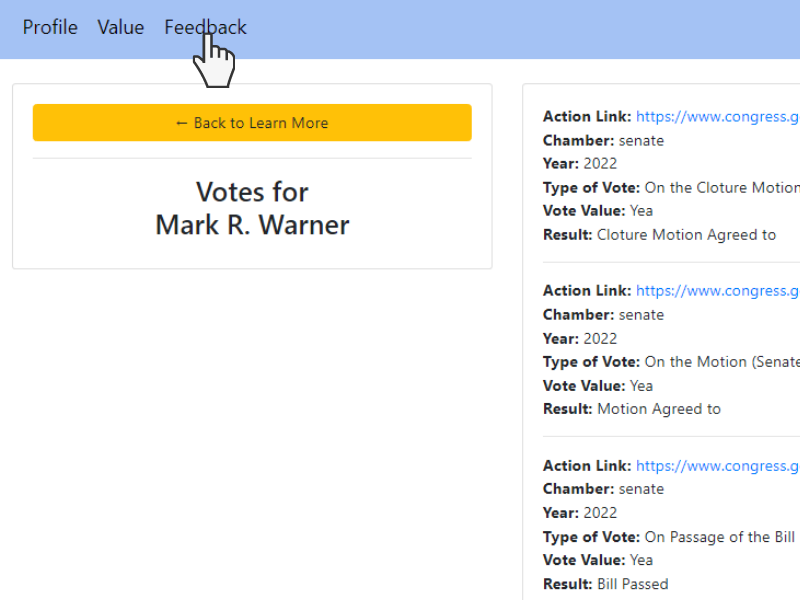 Profile Value Feedback
← Back to Learn More
Votes for
Mark R. Warner
Action Link: https://www.congress.g
Chamber: senate
Year: 2022
Type of Vote: On the Cloture Motion
Vote Value: Yea
Result: Cloture Motion Agreed to
Action Link: https://www.congress.g
Chamber: senate
Year: 2022
Type of Vote: On the Motion (Senate
Vote Value: Yea
Result: Motion Agreed to
Action Link: https://www.congress.g
Chamber: senate
Year: 2022
Type of Vote: On Passage of the Bill
Vote Value: Yea
Result: Bill Passed